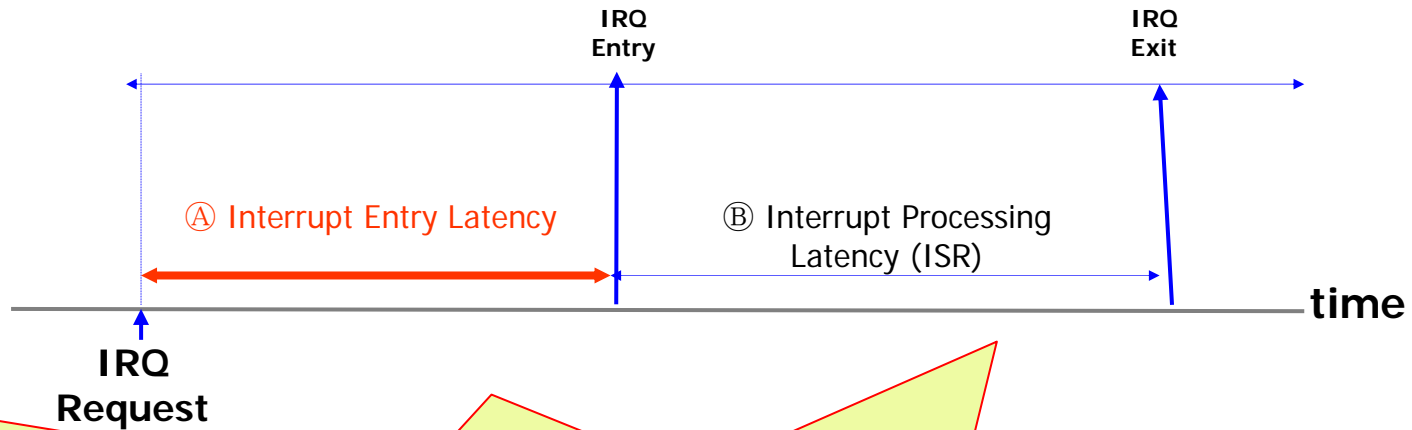 IRQ
Entry
IRQ
Exit
Ⓐ Interrupt Entry Latency
Ⓑ Interrupt Processing
Latency (ISR)
time
IRQ
Request